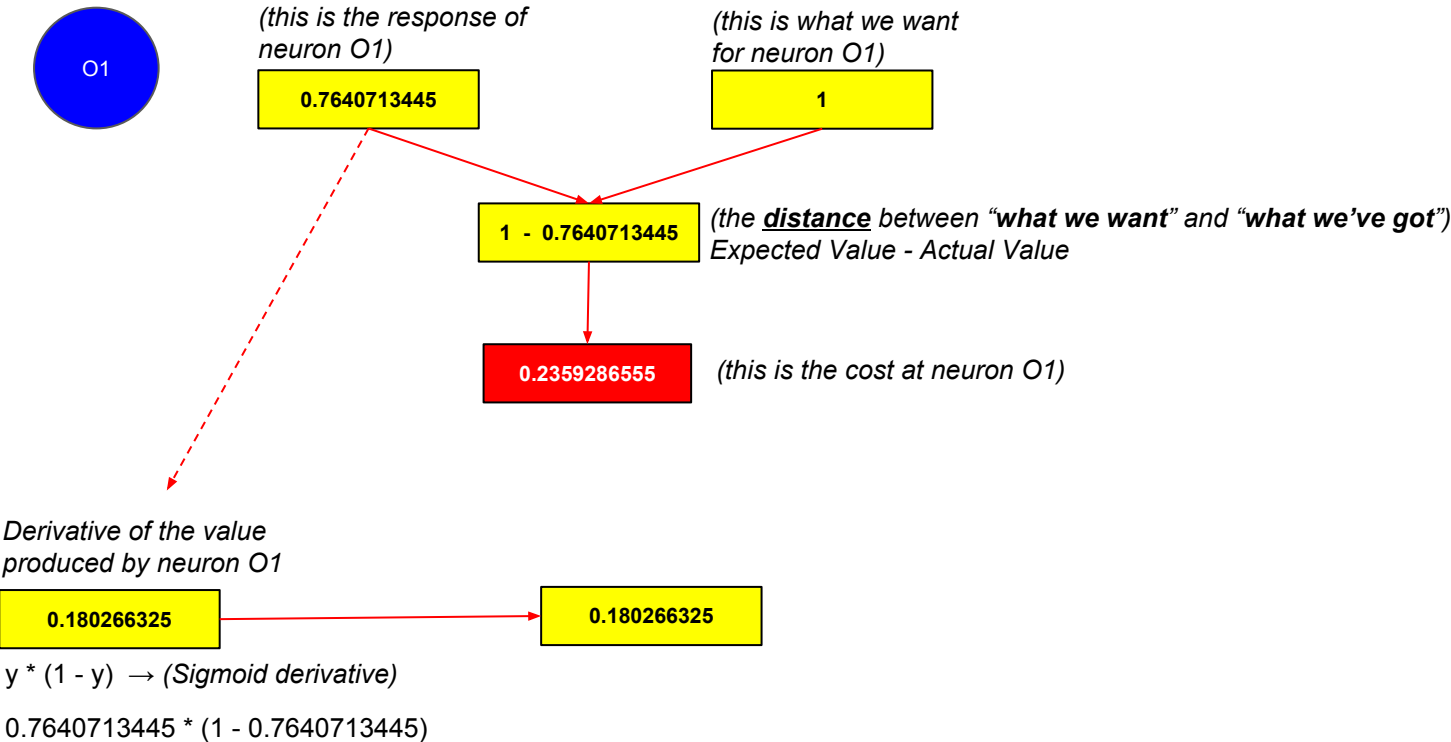 O1
(this is the response of
neuron O1)
0.7640713445
(this is what we want
for neuron O1)
1
1 - 0.7640713445
(the distance between “what we want” and “what we’ve got”)
Expected Value - Actual Value
0.2359286555
(this is the cost at neuron O1)
Derivative of the value
produced by neuron O1
0.180266325
0.180266325
y * (1 - y) → (Sigmoid derivative)
0.7640713445 * (1 - 0.7640713445)